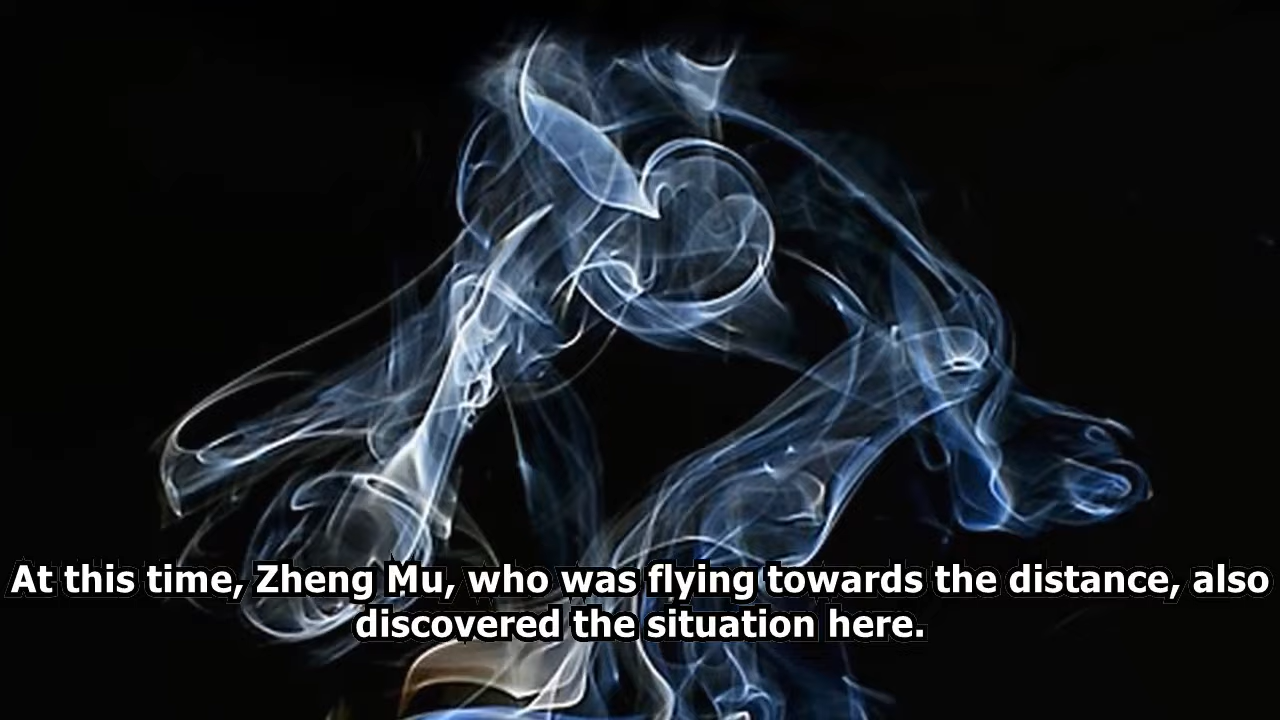 At this time, Zheng Mu, who was flying towards the distance, also
discovered the situation here.